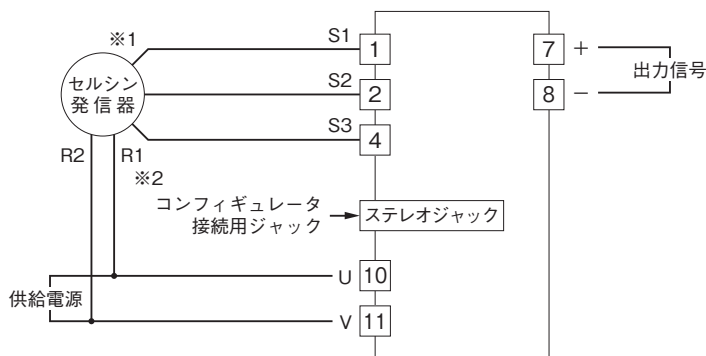 ※1
S1
1
7
+
セルシン
発信器
S2
2
8
−
出力信号
S3
4
R2
R1
※2
コンフィギュレータ
接続用ジャック
ステレオジャック
U
10
供給電源
V
11